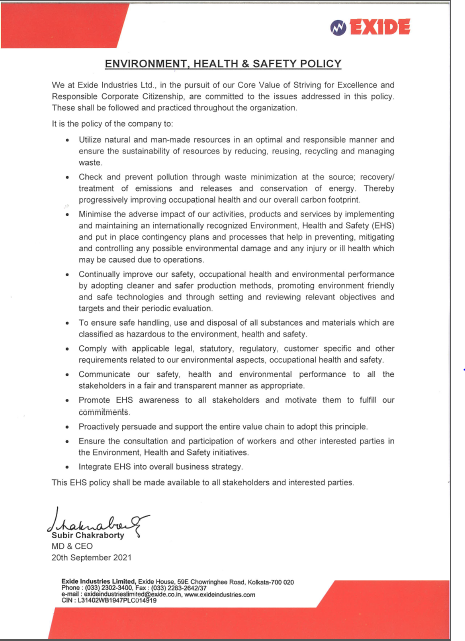 EXIDE
ENVIRONMENT, HEALTH & SAFETY POLICY
We at Exide Industries Ltd., in the pursuit of our Core Value of Striving for Excellence and
Responsible Corporate Citizenship, are committed to the issues addressed in this policy.
These shall be followed and practiced throughout the organization.
It is the policy of the company to:
• Utilize natural and man-made resources in an optimal and responsible manner and
ensure the sustainability of resources by reducing, reusing, recycling and managing
waste.
• Check and prevent pollution through waste minimization at the source; recovery/
treatment of emissions and releases and conservation of energy. Thereby
progressively improving occupational health and our overall carbon footprint.
• Minimise the adverse impact of our activities, products and services by implementing
and maintaining an internationally recognized Environment, Health and Safety (EHS)
and put in place contingency plans and processes that help in preventing, mitigating
and controlling any possible environmental damage and any injury or ill health which
may be caused due to operations.
• Continually improve our safety, occupational health and environmental performance
by adopting cleaner and safer production methods, promoting environment friendly
and safe technologies and through setting and reviewing relevant objectives and
targets and their periodic evaluation.
• To ensure safe handling, use and disposal of all substances and materials which are
classified as hazardous to the environment, health and safety.
• Comply with applicable legal, statutory, regulatory, customer specific and other
requirements related to our environmental aspects, occupational health and safety.
• Communicate our safety, health and environmental performance to all the
stakeholders in a fair and transparent manner as appropriate.
• Promote EHS awareness to all stakeholders and motivate them to fulfill our
commitments.
• Proactively persuade and support the entire value chain to adopt this principle.
• Ensure the consultation and participation of workers and other interested parties in
the Environment, Health and Safety initiatives.
• Integrate EHS into overall business strategy.
This EHS policy shall be made available to all stakeholders and interested parties.
Subir Chakraborty
MD & CEO
20th September 2021
Exide Industries Limited, Exide House, 59E Chowringhee Road, Kolkata-700 020
Phone : (033) 2302-3400, Fax : (033) 2283-2642/37
e-mail : exideindustrieslimited@exide.co.in, www.exideindustries.com
CIN : L31402WB1947PLC014919